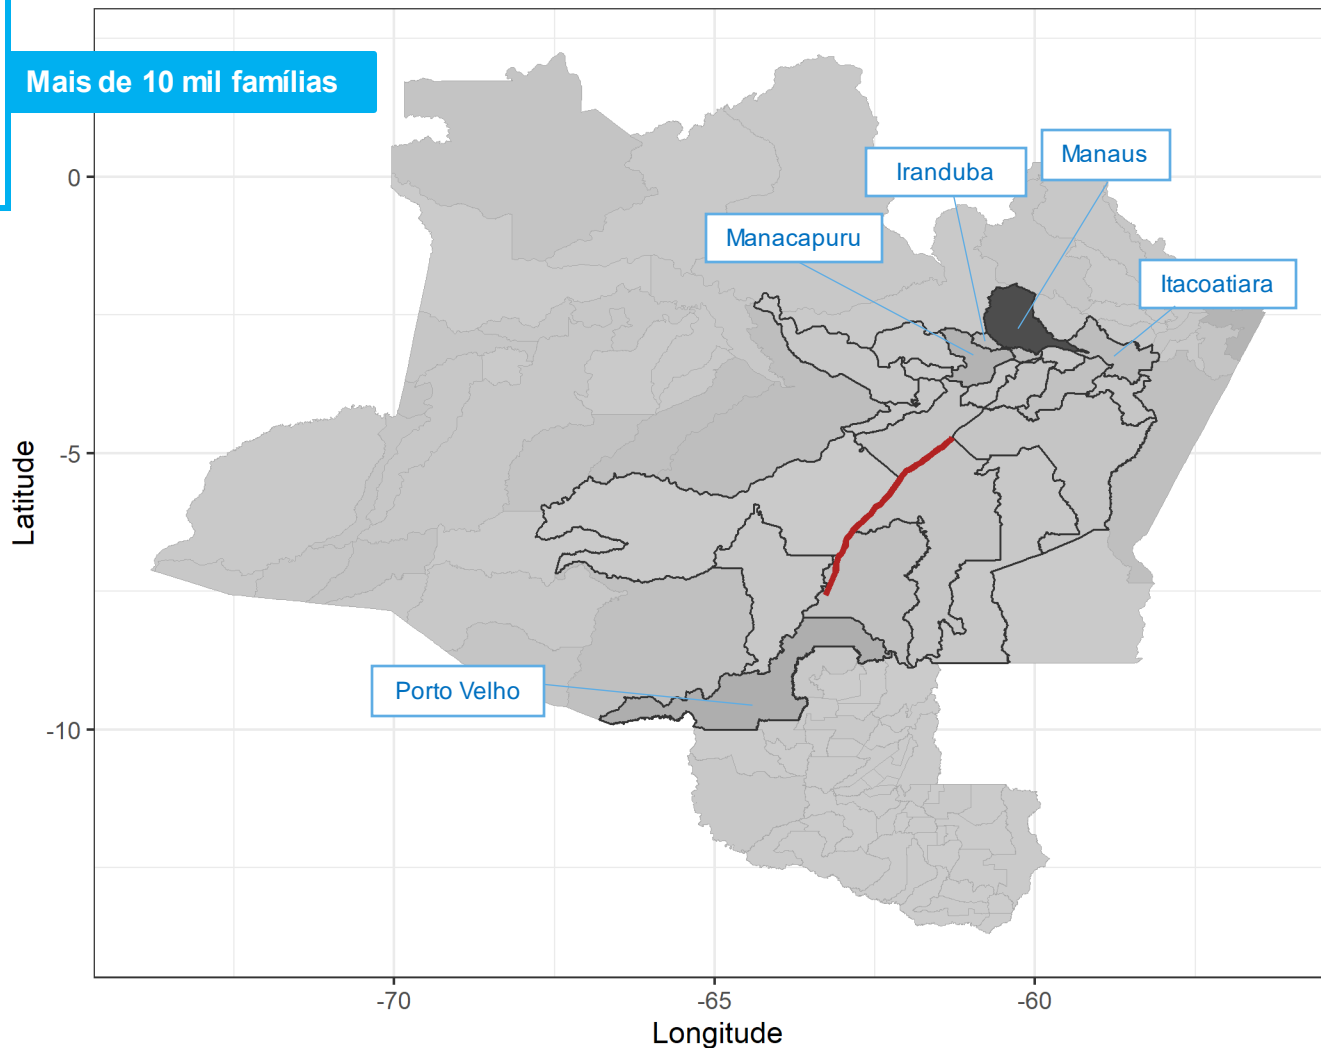 Mais de 10 mil famílias
Manaus
Iranduba
Manacapuru
Itacoatiara
Porto Velho
0
-5
-10
Latitude
-70
-65
-60
Longitude